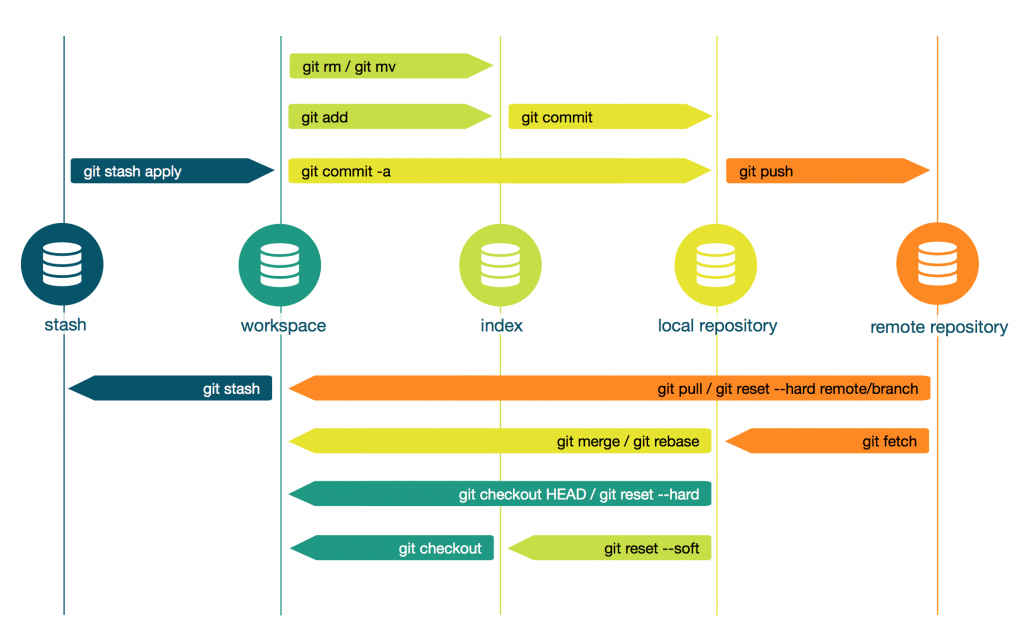 git rm / git mv
git add
git commit
git stash apply
git commit -a
git push
stash
workspace
index
local repository
remote repository
git stash
git pull / git reset --hard remote/branch
git merge / git rebase
git fetch
git checkout HEAD / git reset --hard
git checkout
git reset --soft